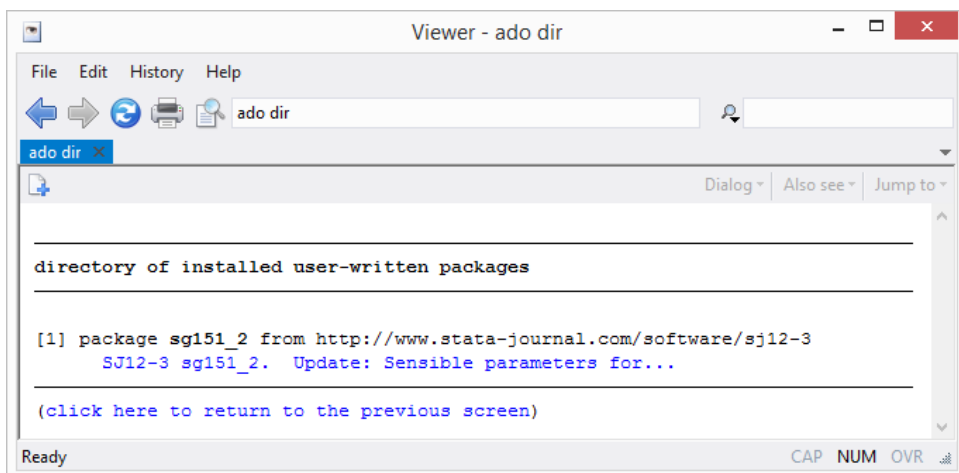 Viewer - ado dir
File Edit History Help
ado dir
ado dir
Dialog Also see Jump to
directory of installed user-written packages
[1] package sg151_2 from http://www.stata-journal.com/software/sj12-3
SJ12-3 sg151_2. Update: Sensible parameters for...
(click here to return to the previous screen)
Ready CAP NUM OVR